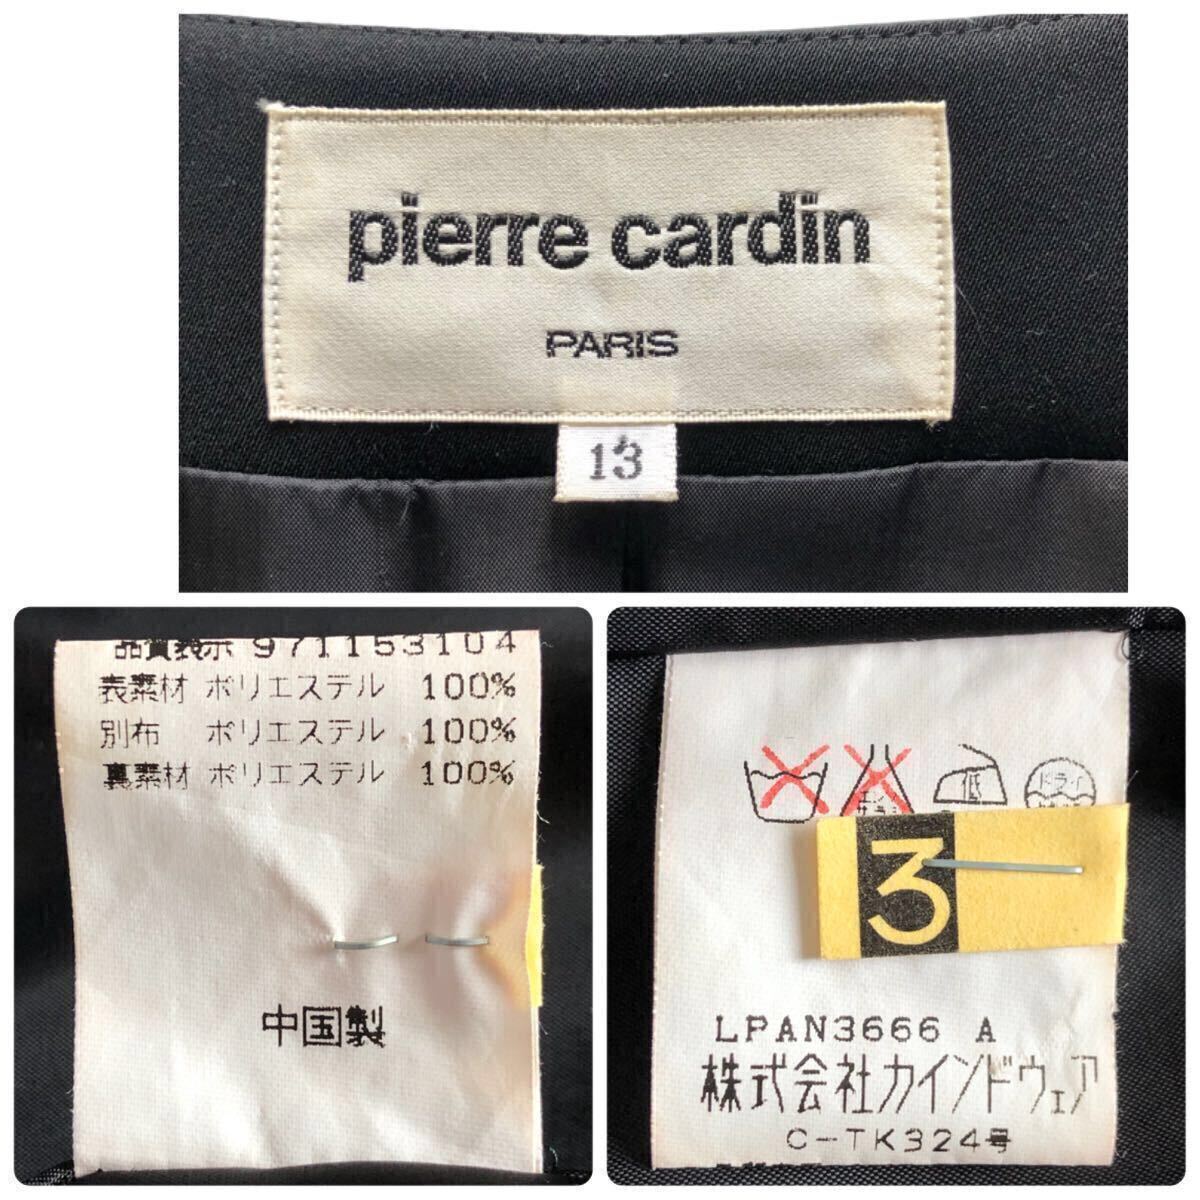 pierre cardin
PARIS
13
品質表示 9711153104
表素材 ポリエステル 100%
別布 ポリエステル 100%
裏素材 ポリエステル 100%
中国製
低 ドライ
3
LPAN3666 A
株式会社カインドウェア
C-TK324号